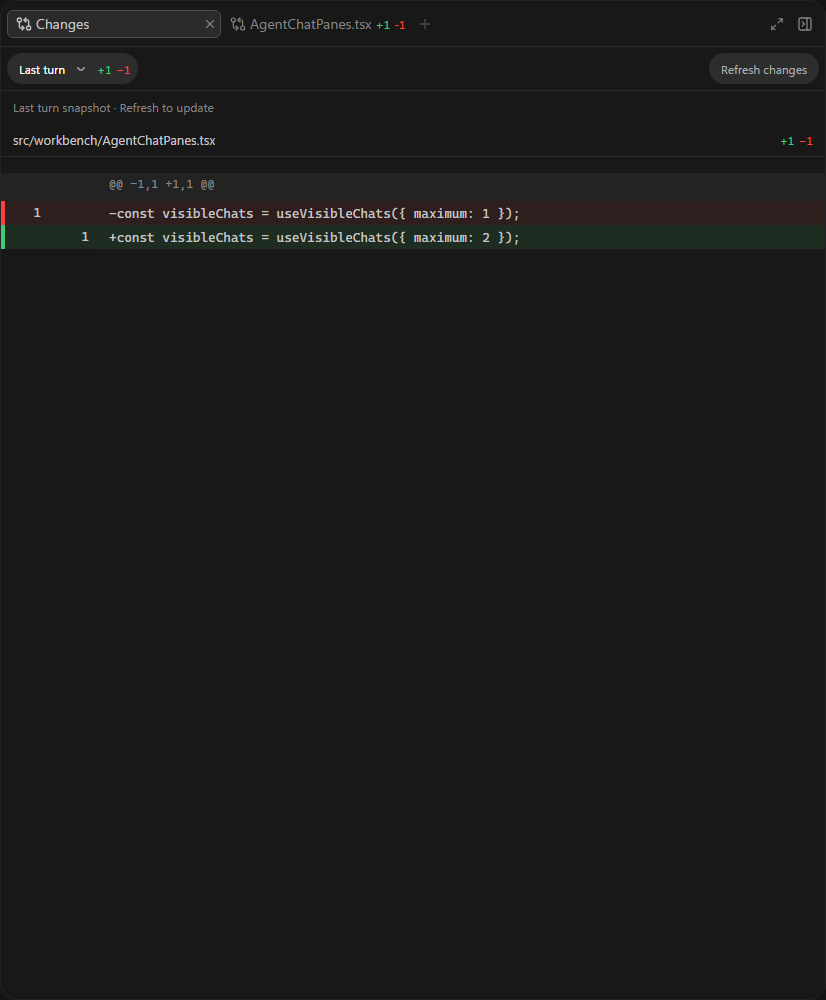 Changes AgentChatPanes.tsx +1 -1
Last turn +1 −1 Refresh changes
Last turn snapshot · Refresh to update
src/workbench/AgentChatPanes.tsx +1 −1
@@ −1,1 +1,1 @@
1 −const visibleChats = useVisibleChats({ maximum: 1 });
1 +const visibleChats = useVisibleChats({ maximum: 2 });